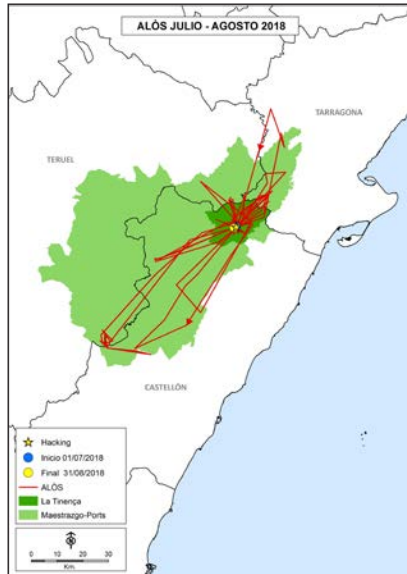 ALÓS JULIO - AGOSTO 2018
TARRAGONA
TERUEL
CASTELLÓN
Hacking
Inicio 01/07/2018
Final 31/08/2018
ALÓS
La Tinença
Maestrazgo-Ports
0 5 10 20 30
Km.